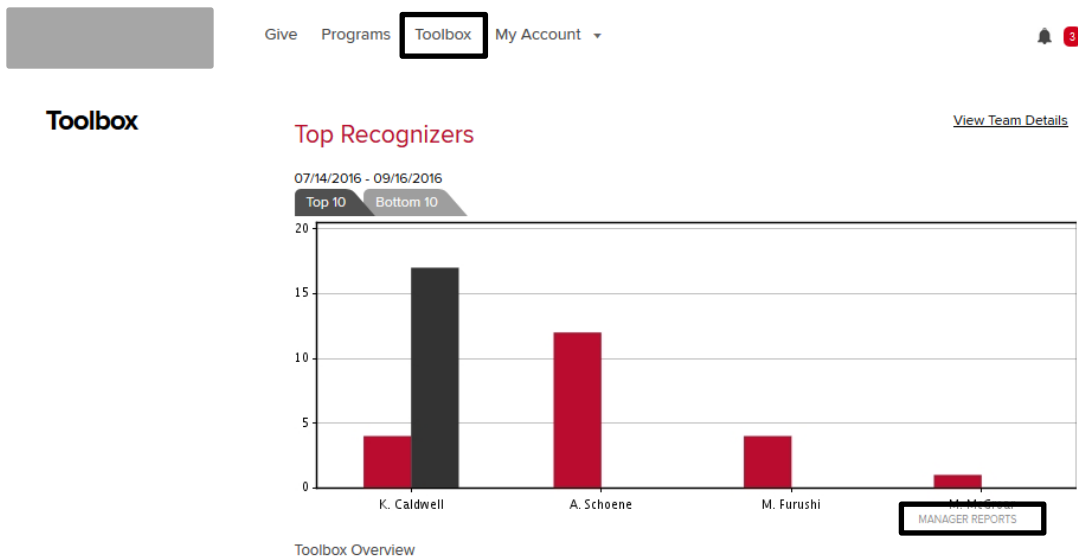 Give Programs Toolbox My Account
3
Toolbox
View Team Details
Top Recognizers
07/14/2016 - 09/16/2016
Top 10 Bottom 10
20
15
10
5
0
K. Caldwell A. Schoene M. Furushi
MANAGER REPORTS
Toolbox Overview